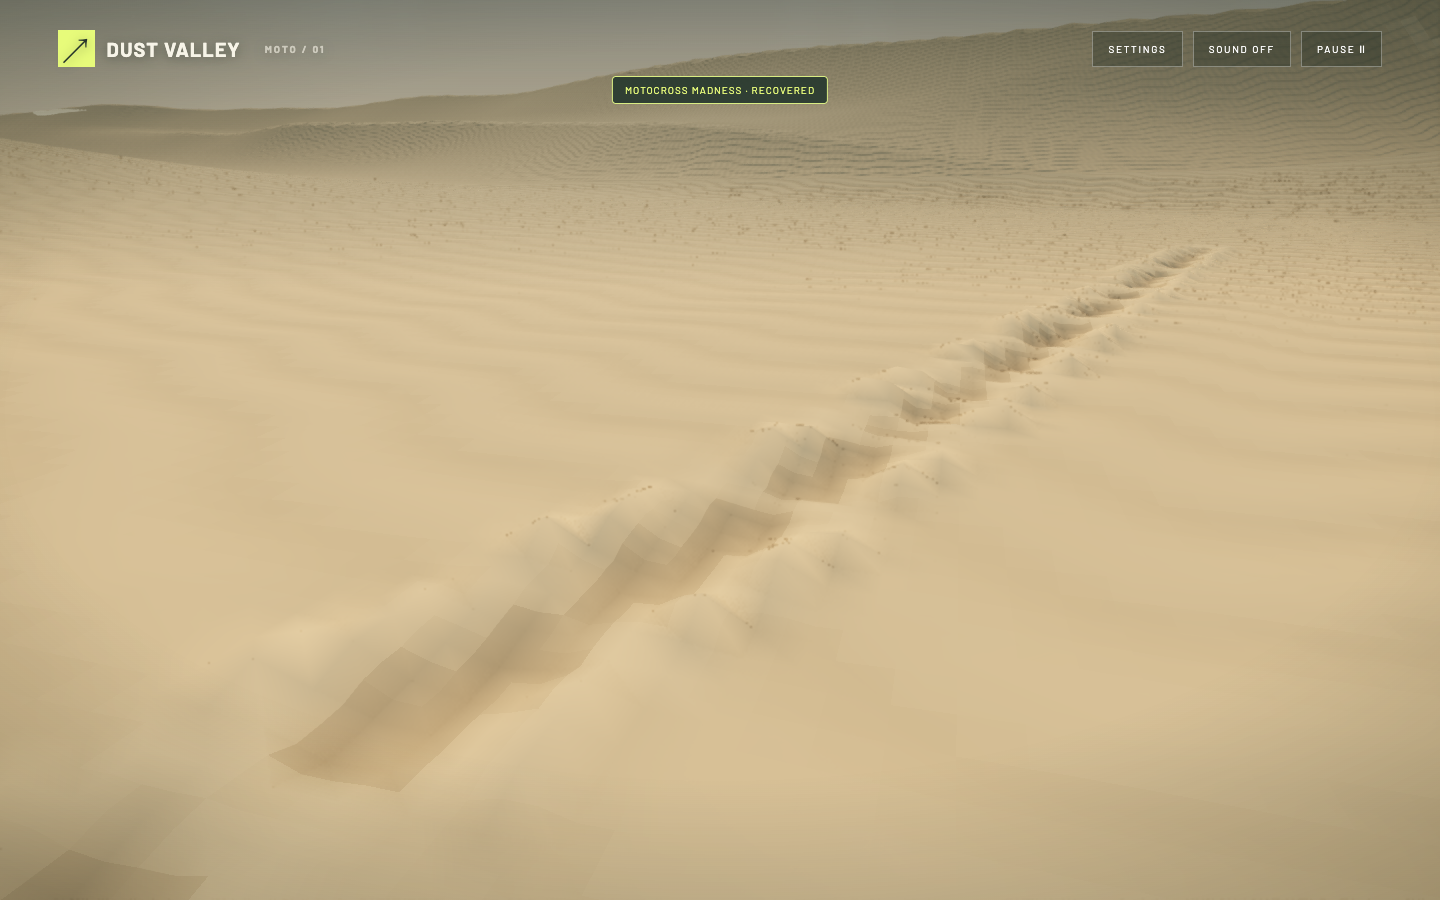 DUST VALLEY
MOTO / 01
SETTINGS
SOUND OFF
PAUSE II
MOTOCROSS MADNESS · RECOVERED